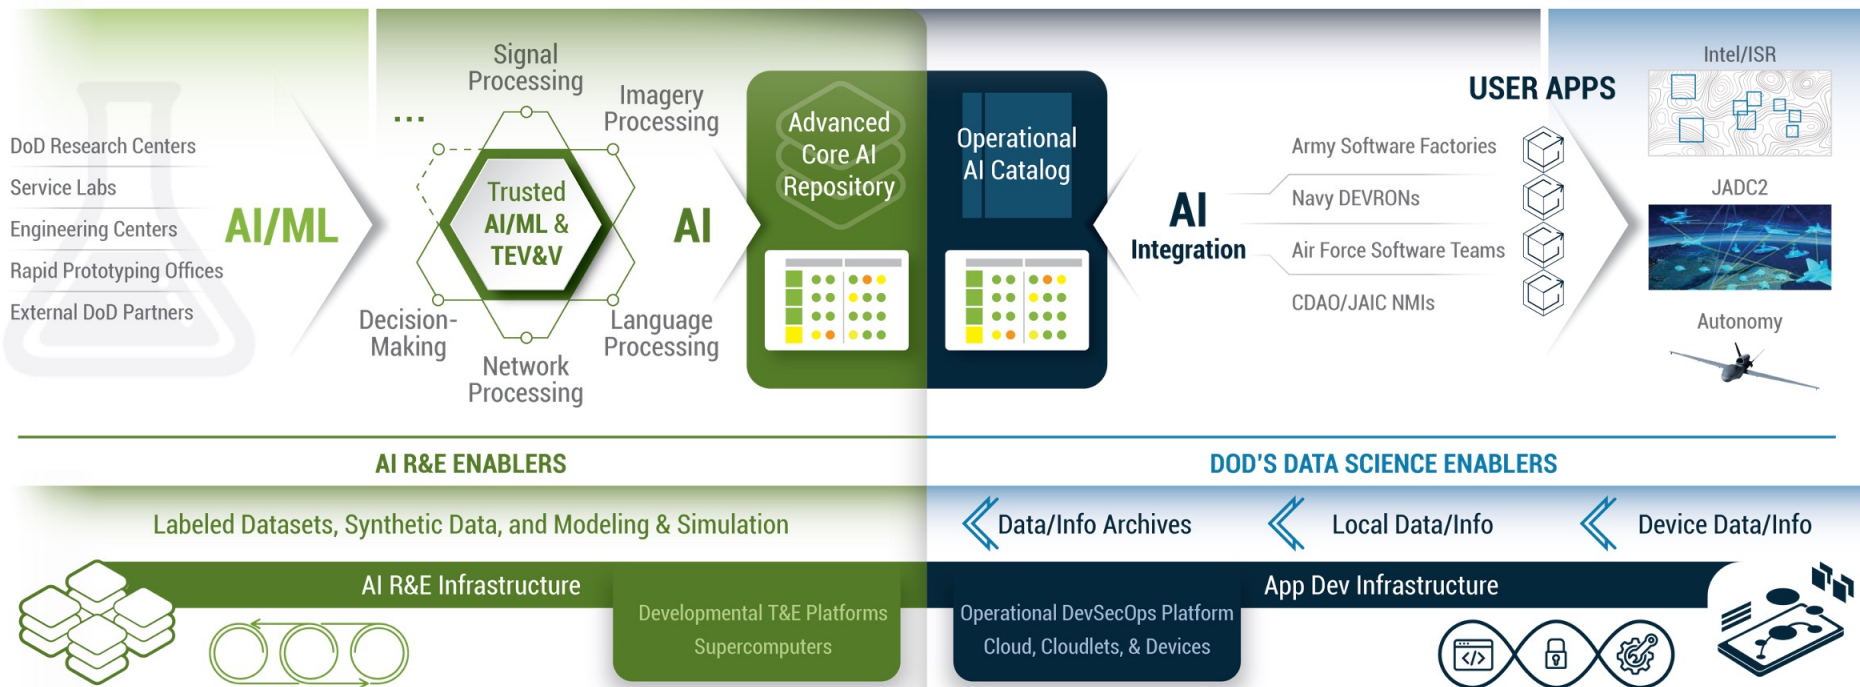 DoD Research Centers
Service Labs
Engineering Centers
Rapid Prototyping Offices
External DoD Partners
AI/ML
...
Signal
Processing
Imagery
Processing
Trusted
AI/ML &
TEV&V
Decision-
Making
Network
Processing
Language
Processing
AI
Advanced
Core AI
Repository
Operational
AI Catalog
AI
Integration
USER APPS
Army Software Factories
Navy DEVRONs
Air Force Software Teams
CDAO/JAIC NMIs
Intel/ISR
JADC2
Autonomy
AI R&E ENABLERS
DOD'S DATA SCIENCE ENABLERS
Labeled Datasets, Synthetic Data, and Modeling & Simulation
Data/Info Archives
Local Data/Info
Device Data/Info
AI R&E Infrastructure
Developmental T&E Platforms
Supercomputers
App Dev Infrastructure
Operational DevSecOps Platform
Cloud, Cloudlets, & Devices